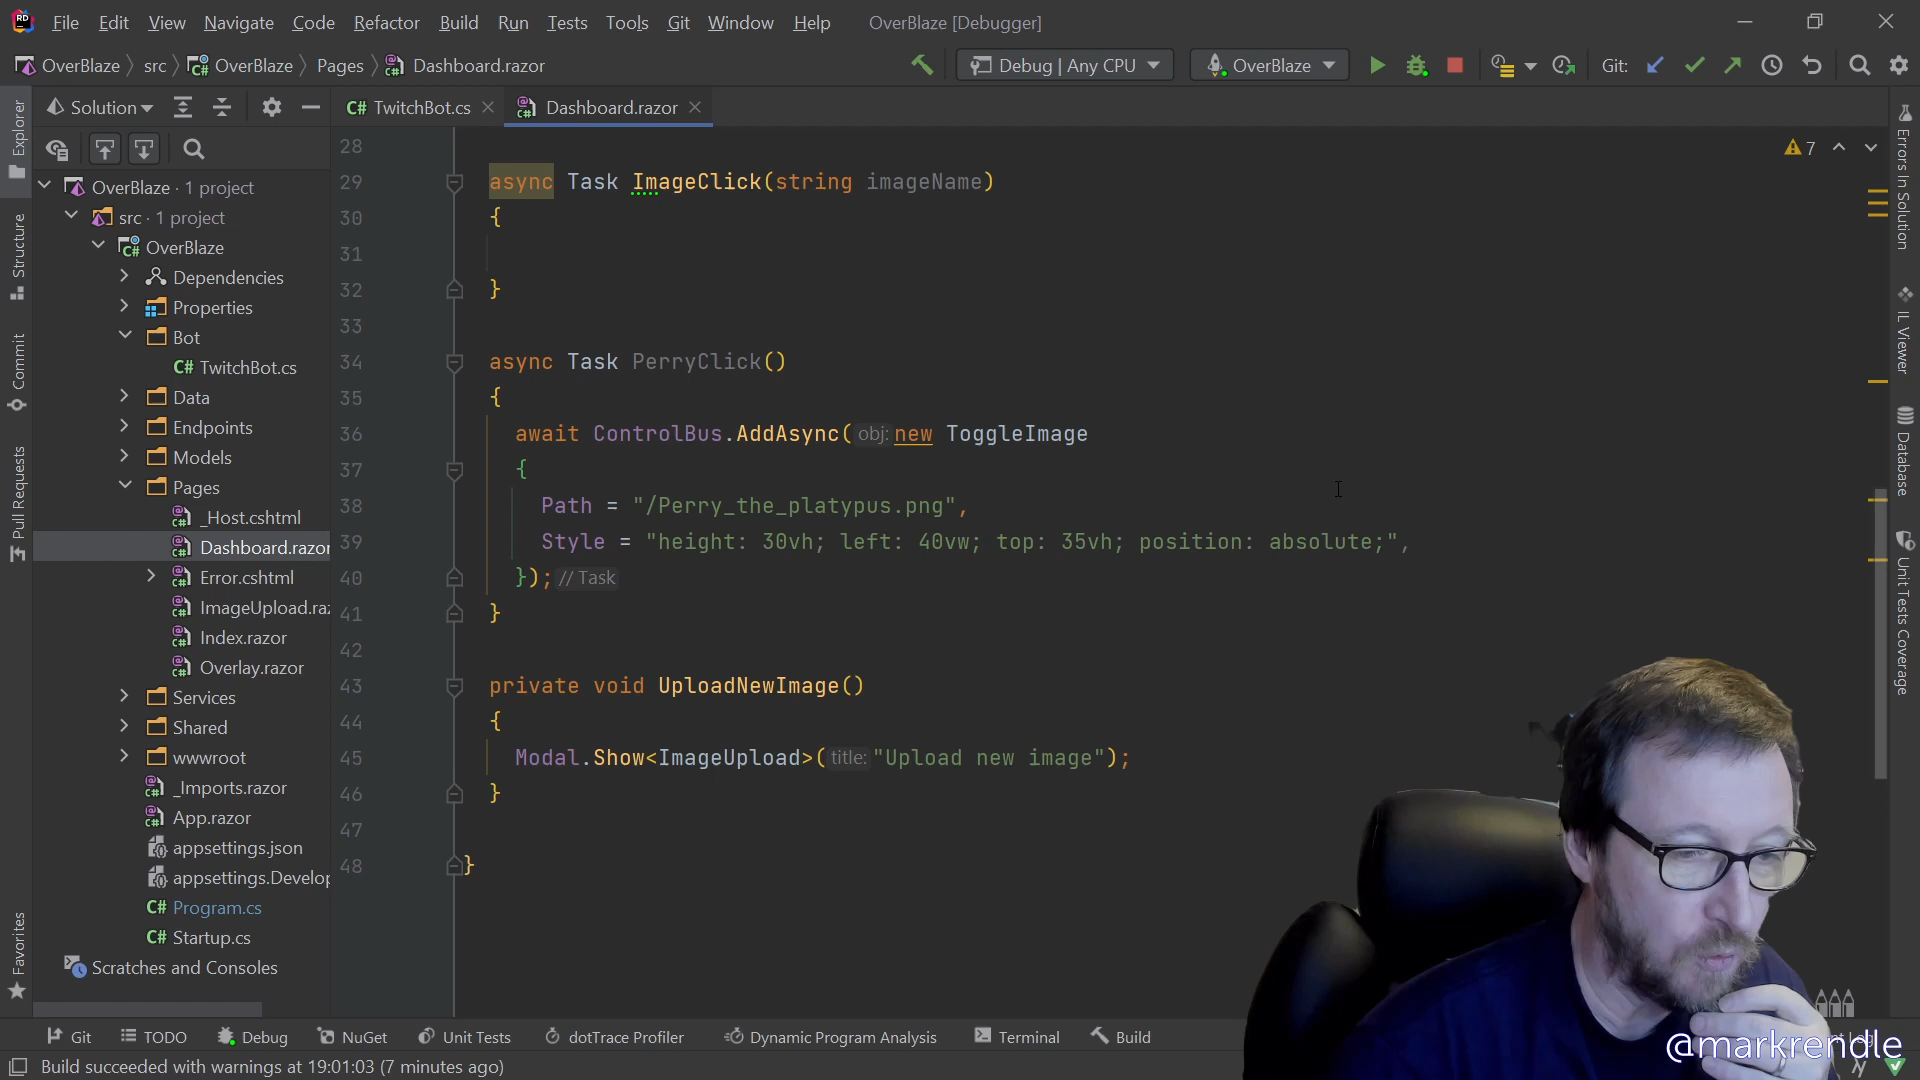 File Edit View Navigate Code Refactor Build Run Tests Tools Git Window Help OverBlaze [Debugger]
OverBlaze src OverBlaze Pages Dashboard.razor Debug | Any CPU OverBlaze Git:
Solution TwitchBot.cs Dashboard.razor
Explorer
Structure
Commit
Pull Requests
Favorites
OverBlaze · 1 project
src · 1 project
OverBlaze
Dependencies
Properties
Bot
C# TwitchBot.cs
Data
Endpoints
Models
Pages
_Host.cshtml
Dashboard.razor
Error.cshtml
ImageUpload.raz
Index.razor
Overlay.razor
Services
Shared
wwwroot
_Imports.razor
App.razor
appsettings.json
appsettings.Develop
C# Program.cs
C# Startup.cs
Scratches and Consoles
28
29 async Task ImageClick(string imageName)
30 {
31
32 }
33
34 async Task PerryClick()
35 {
36 await ControlBus.AddAsync( obj: new ToggleImage
37 {
38 Path = "/Perry_the_platypus.png",
39 Style = "height: 30vh; left: 40vw; top: 35vh; position: absolute;",
40 }); // Task
41 }
42
43 private void UploadNewImage()
44 {
45 Modal.Show<ImageUpload>( title: "Upload new image");
46 }
47
48 }
7
Errors In Solution
IL Viewer
Database
Unit Tests Coverage
Git TODO Debug NuGet Unit Tests dotTrace Profiler Dynamic Program Analysis Terminal Build
@markrendle
Build succeeded with warnings at 19:01:03 (7 minutes ago)